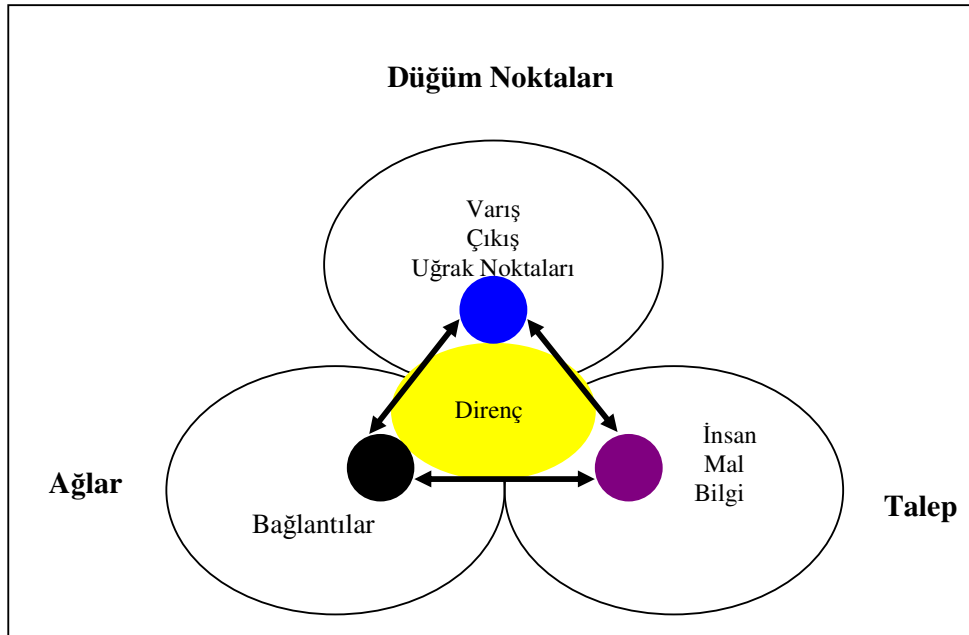 Düğüm Noktaları
Varış
Çıkış
Uğrak Noktaları
Direnç
İnsan
Mal
Bilgi
Ağlar
Talep
Bağlantılar